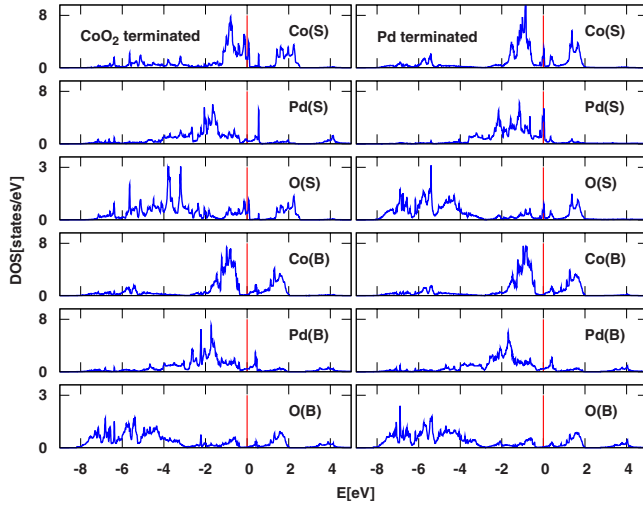 CoO2 terminated
Co(S)
Pd terminated
Co(S)
8
0
Pd(S)
Pd(S)
8
0
O(S)
O(S)
3
0
Co(B)
Co(B)
8
0
Pd(B)
Pd(B)
8
0
O(B)
O(B)
3
0
DOS[states/eV]
-8 -6 -4 -2 0 2 4 -8 -6 -4 -2 0 2 4
E[eV]